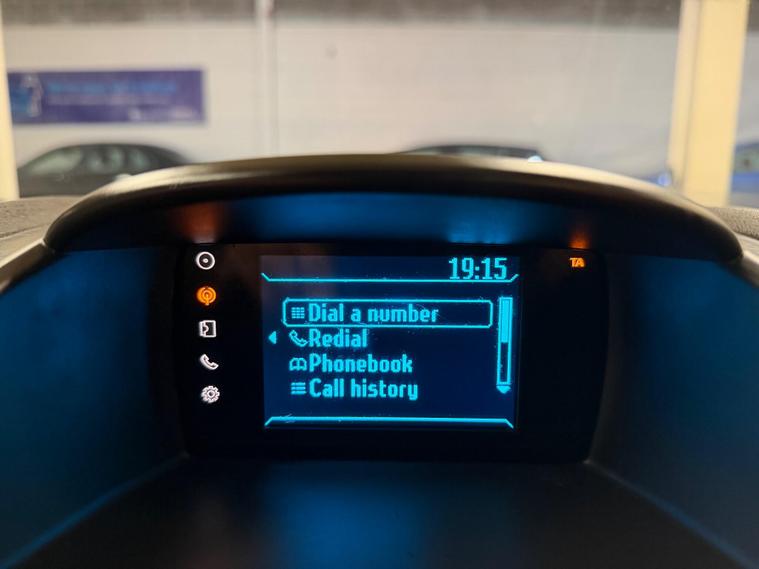 19:15
TA
Dial a number
Redial
Phonebook
Call history